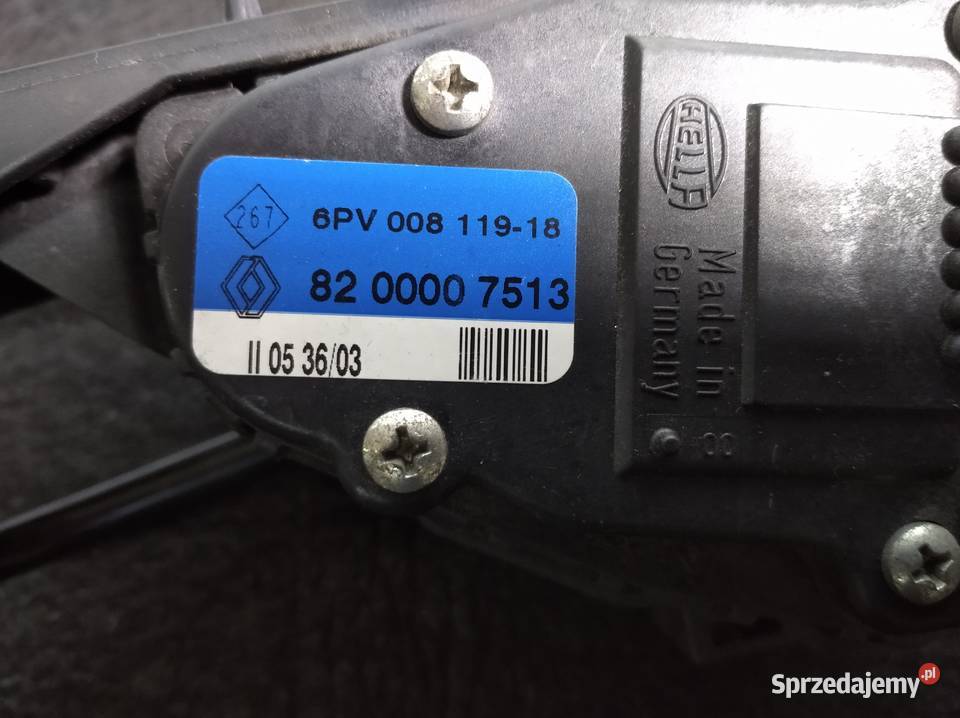 267
6PV 008 119-18
82 0000 7513
II 05 36/03
HELLA
Made in
Germany
Sprzedajemy.pl